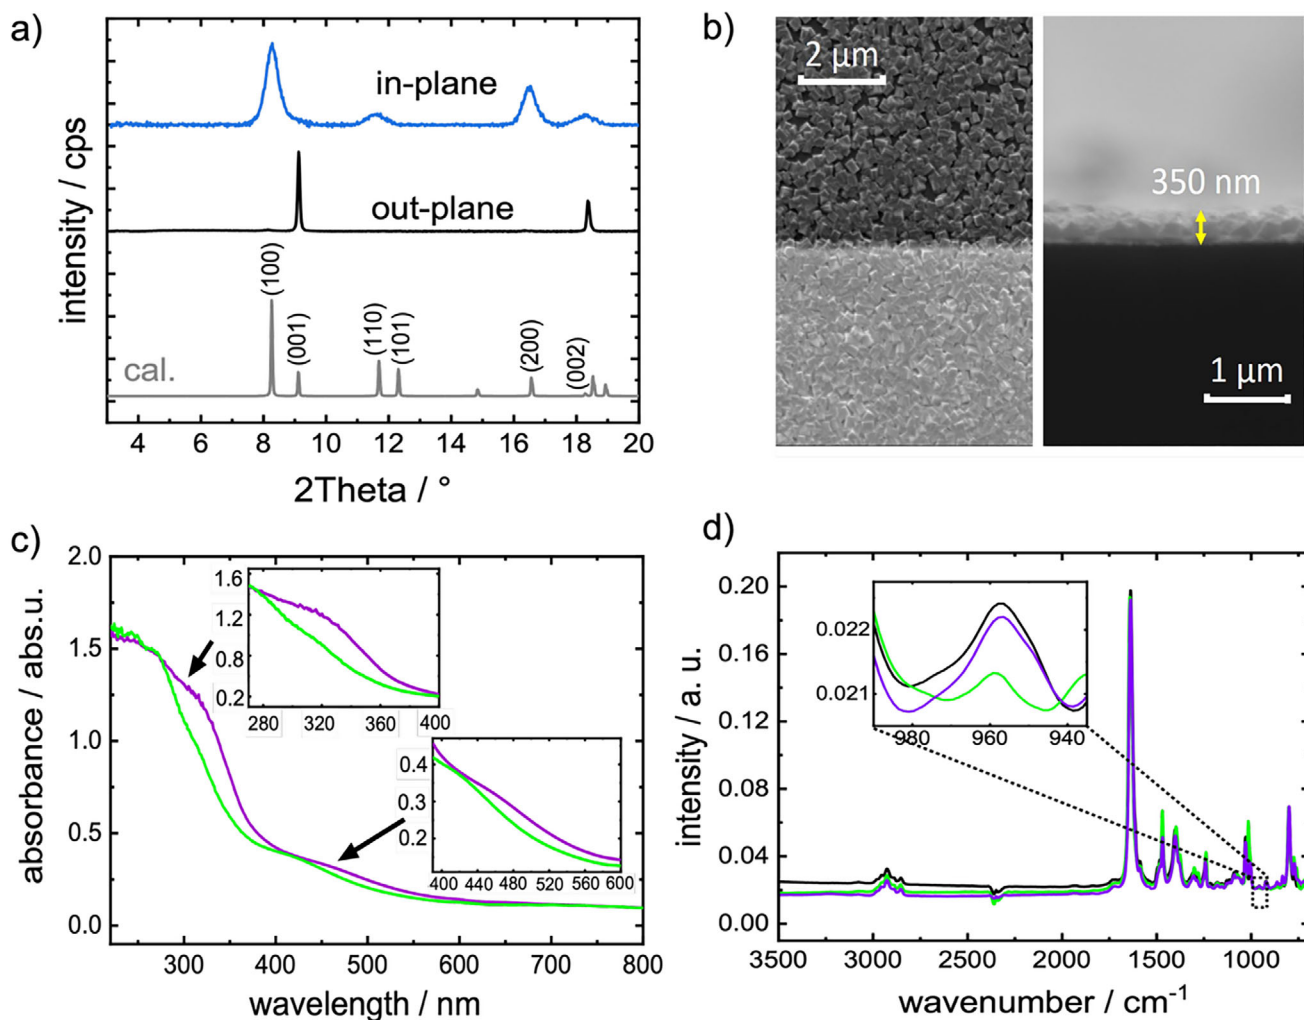 a)
intensity / cps
in-plane
out-plane
cal.
(100)
(001)
(110)
(101)
(200)
(002)
4 6 8 10 12 14 16 18 20
2Theta / °
b)
2 µm
350 nm
1 µm
c)
absorbance / abs.u.
2.0
1.5
1.0
0.5
0.0
300 400 500 600 700 800
wavelength / nm
1.6
1.2
0.8
0.2
280 320 360 400
0.4
0.3
0.2
400 440 480 520 560 600
d)
intensity / a. u.
0.20
0.16
0.12
0.08
0.04
0.00
3500 3000 2500 2000 1500 1000
wavenumber / cm⁻¹
0.022
0.021
980 960 940